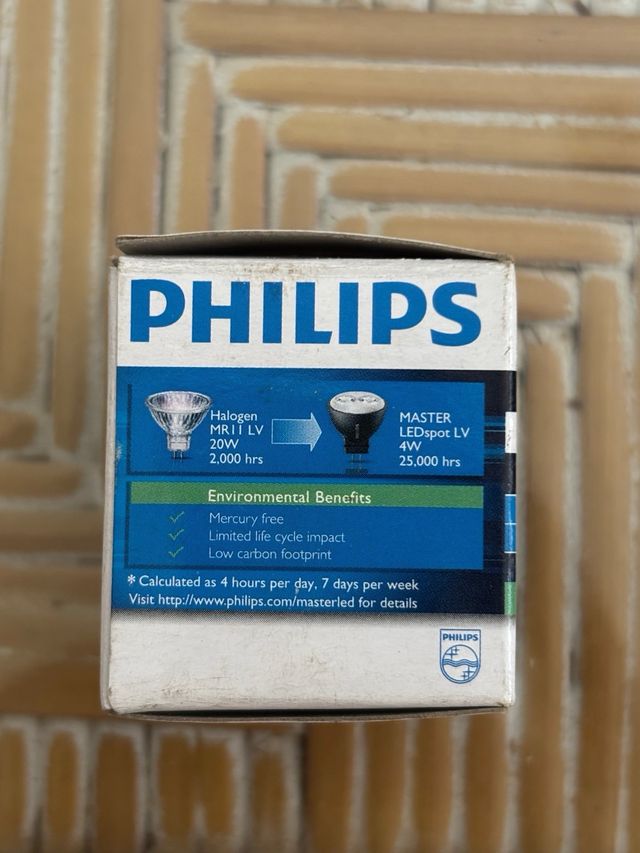 PHILIPS
Halogen
MR11 LV
20W
2,000 hrs
MASTER
LEDspot LV
4W
25,000 hrs
Environmental Benefits
Mercury free
Limited life cycle impact
Low carbon footprint
* Calculated as 4 hours per day, 7 days per week
Visit http://www.philips.com/masterled for details
PHILIPS